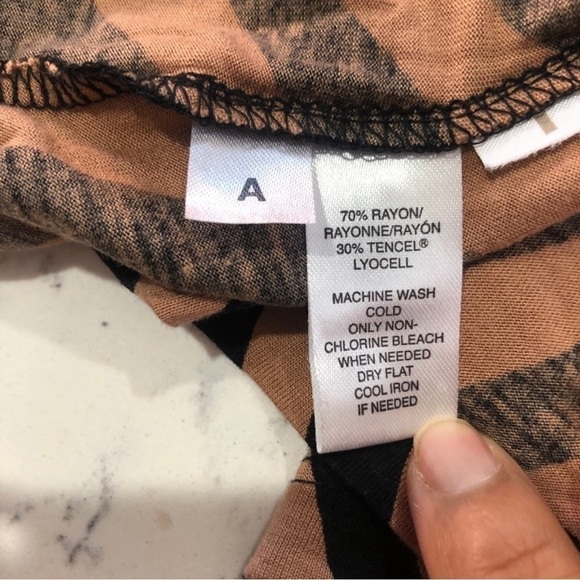 A
70% RAYON/
RAYONNE/RAYÓN
30% TENCEL®
LYOCELL
MACHINE WASH
COLD
ONLY NON-
CHLORINE BLEACH
WHEN NEEDED
DRY FLAT
COOL IRON
IF NEEDED